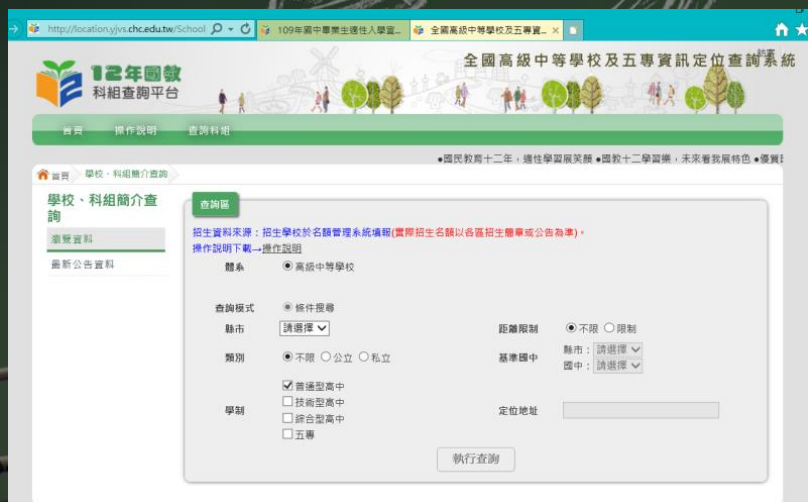 http://location.yjvs.chc.edu.tw/School
109年國中畢業生適性入學宣...
全國高級中等學校及五專資...
全國高級中等學校及五專資訊定位查詢系統
12年國教
科組查詢平台
首頁 操作說明 查詢科組
•國民教育十二年，適性學習展笑顏 •國教十二學習樂，未來看我展特色 •優質
首頁 學校、科組簡介查詢
學校、科組簡介查詢
瀏覽資料
最新公告資料
查詢區
招生資料來源：招生學校於名額管理系統填報(實際招生名額以各區招生簡章或公告為準)。
操作說明下載→操作說明
體系 高級中等學校
查詢模式 條件搜尋
縣市 請選擇 距離限制 不限 限制
類別 不限 公立 私立 基準國中 縣市：請選擇
國中：請選擇
學制 普通型高中
技術型高中
綜合型高中
五專
定位地址
執行查詢